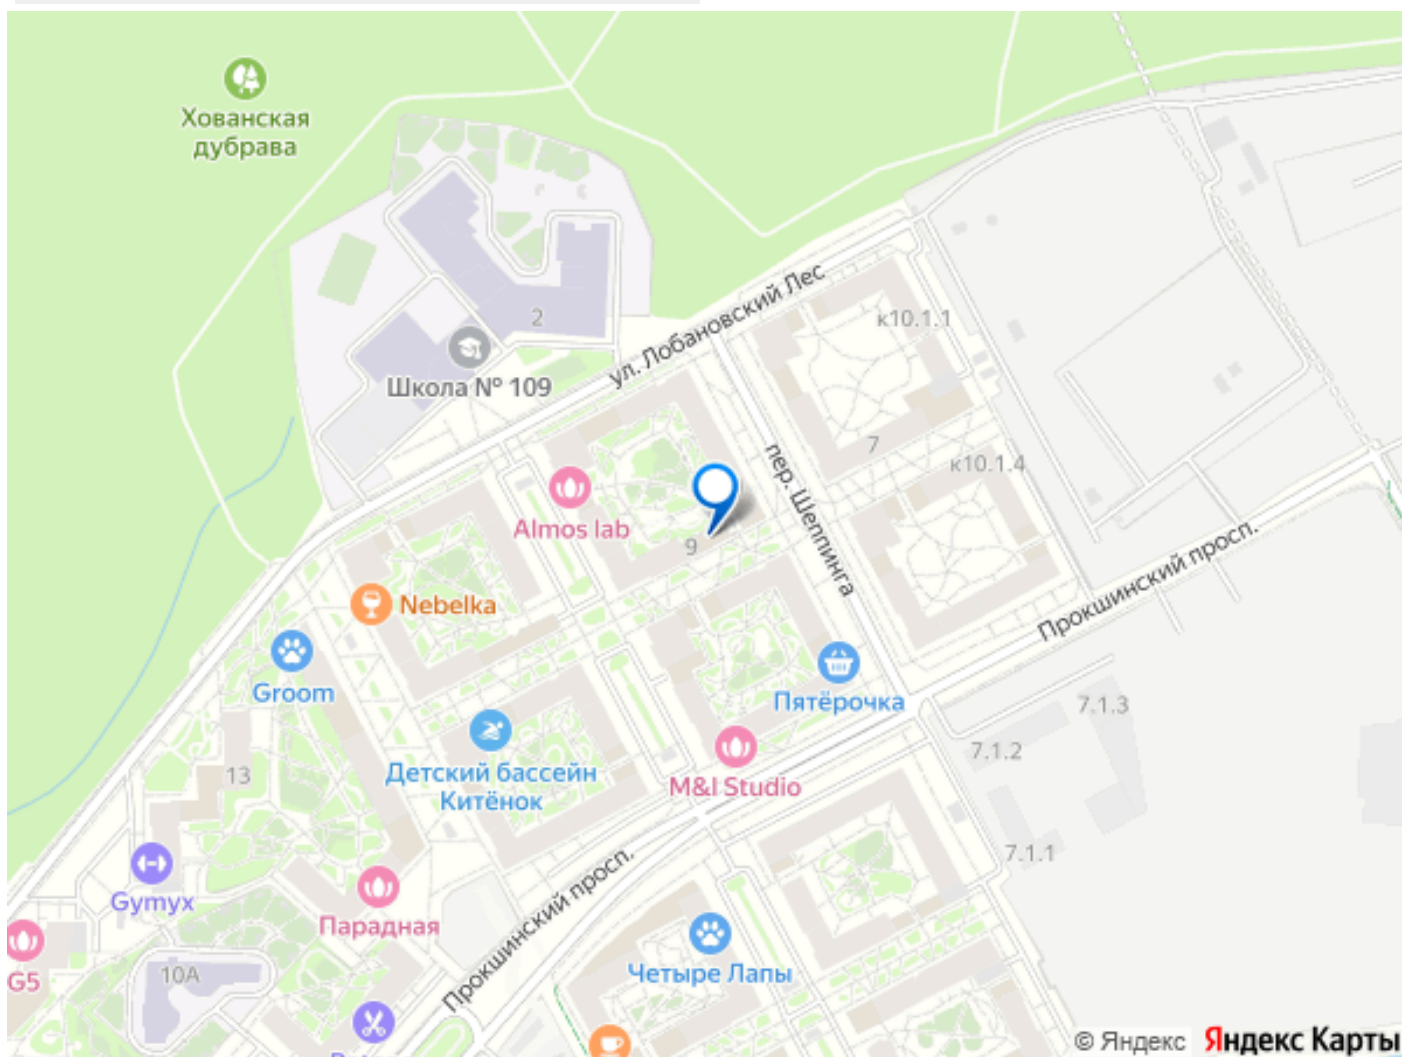 Хованская
дубрава
ул. Лобановский Лес
к10.1.1
2
Школа № 109
7
к10.1.4
пер. Шеппинга
Almos lab
9
Прокшинский просп.
Nebelka
Groom
Пятёрочка
7.1.3
7.1.2
13
Детский бассейн
Китёнок
M&I Studio
7.1.1
Gymyx
Парадная
Прокшинский просп.
G5
10А
Четыре Лапы
© Яндекс Яндекс Карты